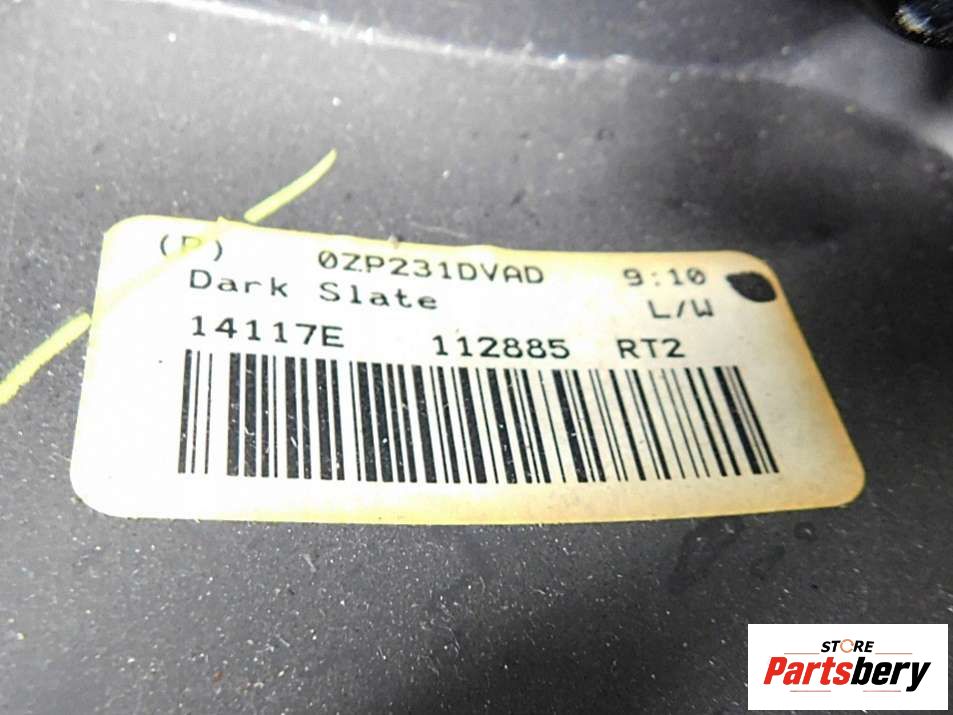 (P) 0ZP231DVAD 9:10
Dark Slate L/W
14117E 112885 RT2
STORE
Partsbery